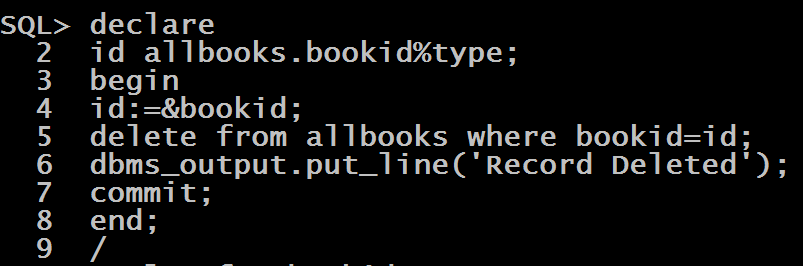 SQL> declare
2 id allbooks.bookid%type;
3 begin
4 id:=&bookid;
5 delete from allbooks where bookid=id;
6 dbms_output.put_line('Record Deleted');
7 commit;
8 end;
9 /